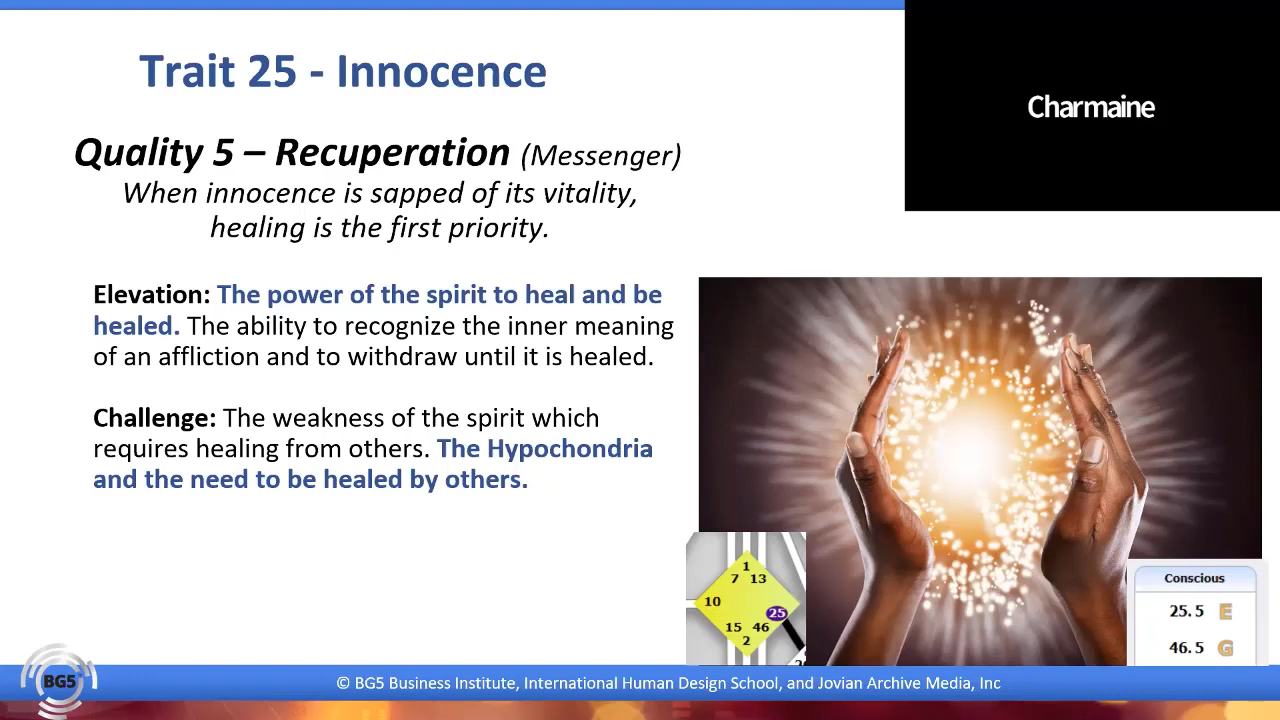 Trait 25 - Innocence
Charmaine
Quality 5 – Recuperation (Messenger)
When innocence is sapped of its vitality,
healing is the first priority.
Elevation: The power of the spirit to heal and be
healed. The ability to recognize the inner meaning
of an affliction and to withdraw until it is healed.
Challenge: The weakness of the spirit which
requires healing from others. The Hypochondria
and the need to be healed by others.
1
7 13
10
25
15 46
2
Conscious
25.5 E
46.5 G
BG5
© BG5 Business Institute, International Human Design School, and Jovian Archive Media, Inc